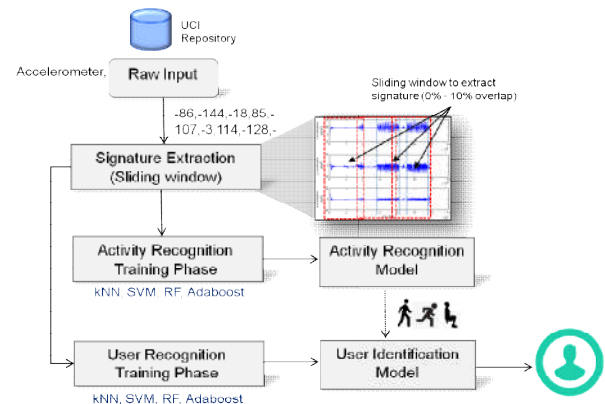 UCI
Repository
Accelerometer,
Raw Input
Sliding window to extract
signature (0% - 10% overlap)
-86,-144,-18,85,-
107,-3,114,-128,-
Signature Extraction
(Sliding window)
Activity Recognition
Training Phase
Activity Recognition
Model
kNN, SVM, RF, Adaboost
User Recognition
Training Phase
User Identification
Model
kNN, SVM, RF, Adaboost